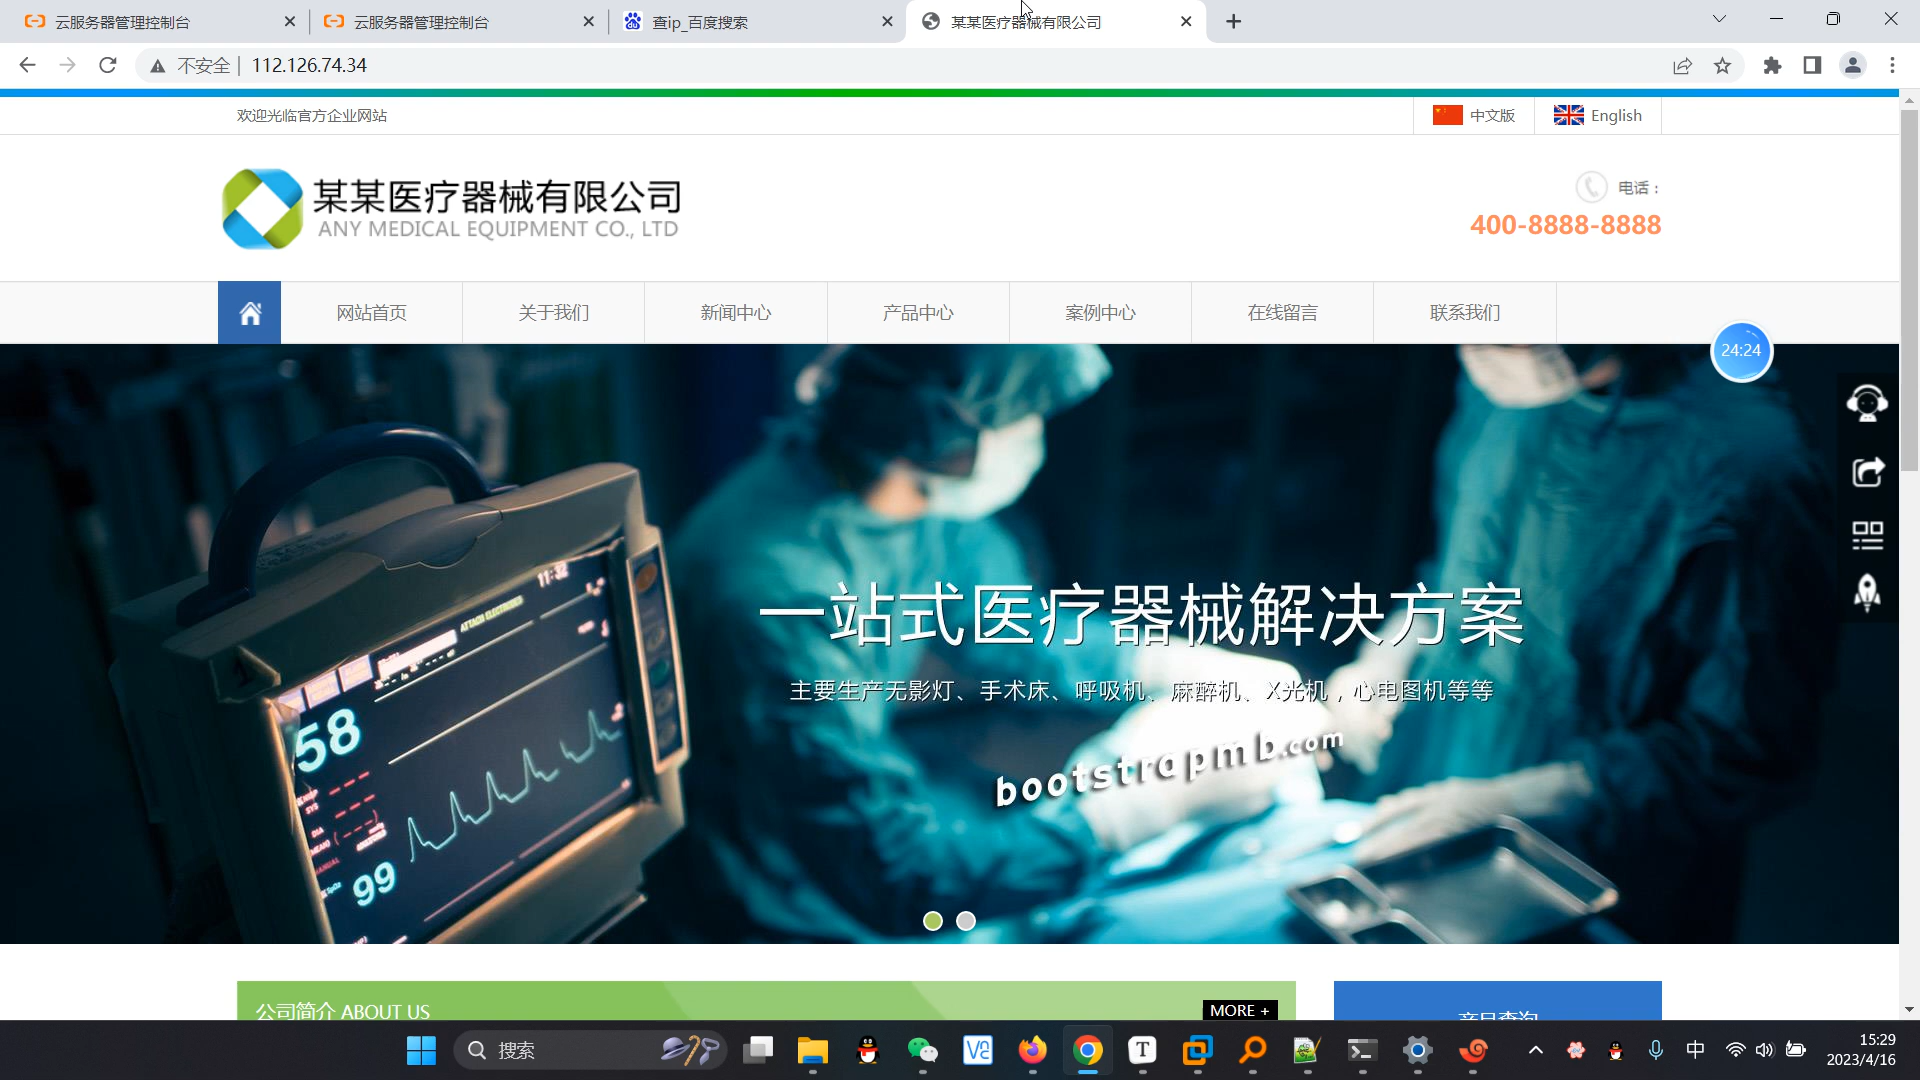 云服务器管理控制台
云服务器管理控制台
查ip_百度搜索
某某医疗器械有限公司
不安全 | 112.126.74.34
欢迎光临官方企业网站
中文版
English
某某医疗器械有限公司
ANY MEDICAL EQUIPMENT CO., LTD
电话：
400-8888-8888
网站首页
关于我们
新闻中心
产品中心
案例中心
在线留言
联系我们
24:24
11:32
ATTACH ELECTRODES
58
99
一站式医疗器械解决方案
主要生产无影灯、手术床、呼吸机、麻醉机、X光机，心电图机等等
bootstrapmb.com
公司简介 ABOUT US
MORE +
产品查询
搜索
中
15:29
2023/4/16